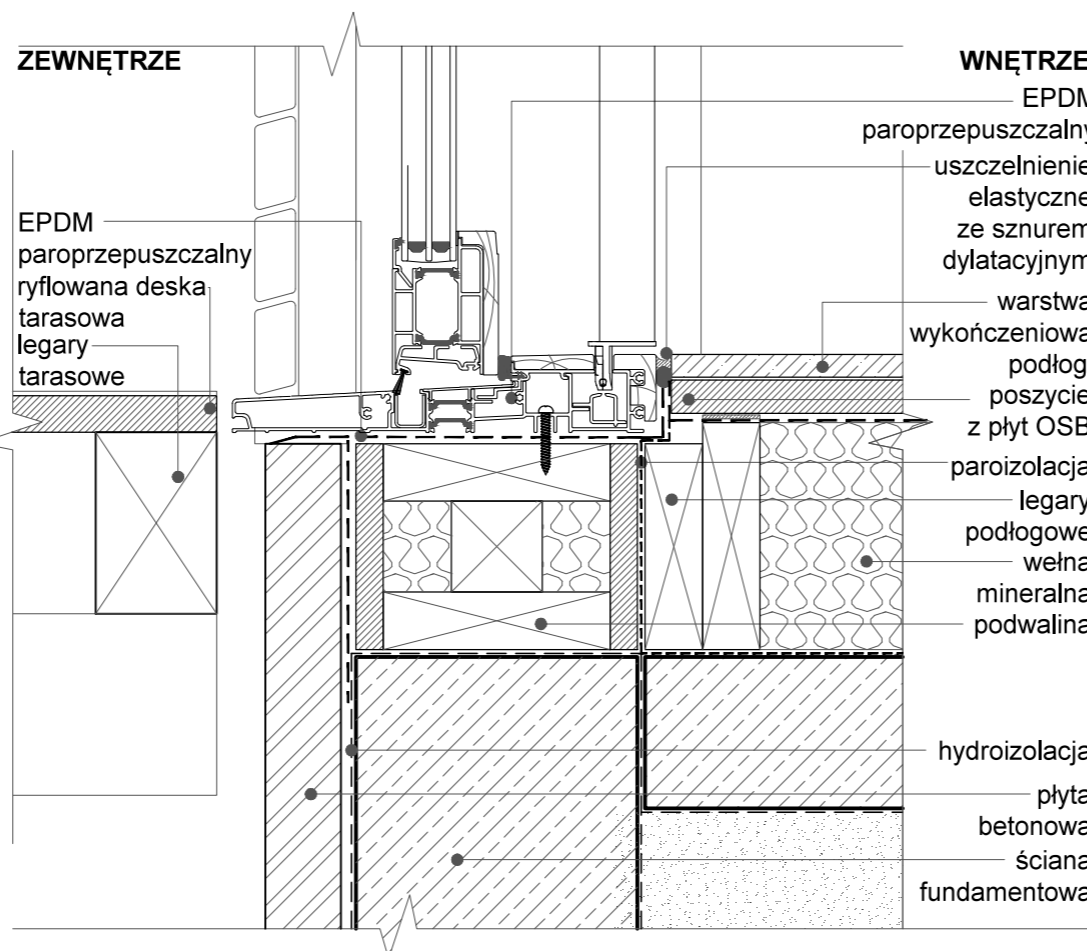 ZEWNĘTRZE
EPDM
paroprzepuszczalny
ryflowana deska
tarasowa
legary
tarasowe
WNĘTRZE
EPDM
paroprzepuszczalny
uszczelnienie
elastyczne
ze sznurem
dylatacyjnym
warstwa
wykończeniowa
podłog
poszycie
z płyt OSB
paroizolacja
legary
podłogowe
wełna
mineralna
podwalina
hydroizolacja
płyta
betonowa
ściana
fundamentowa